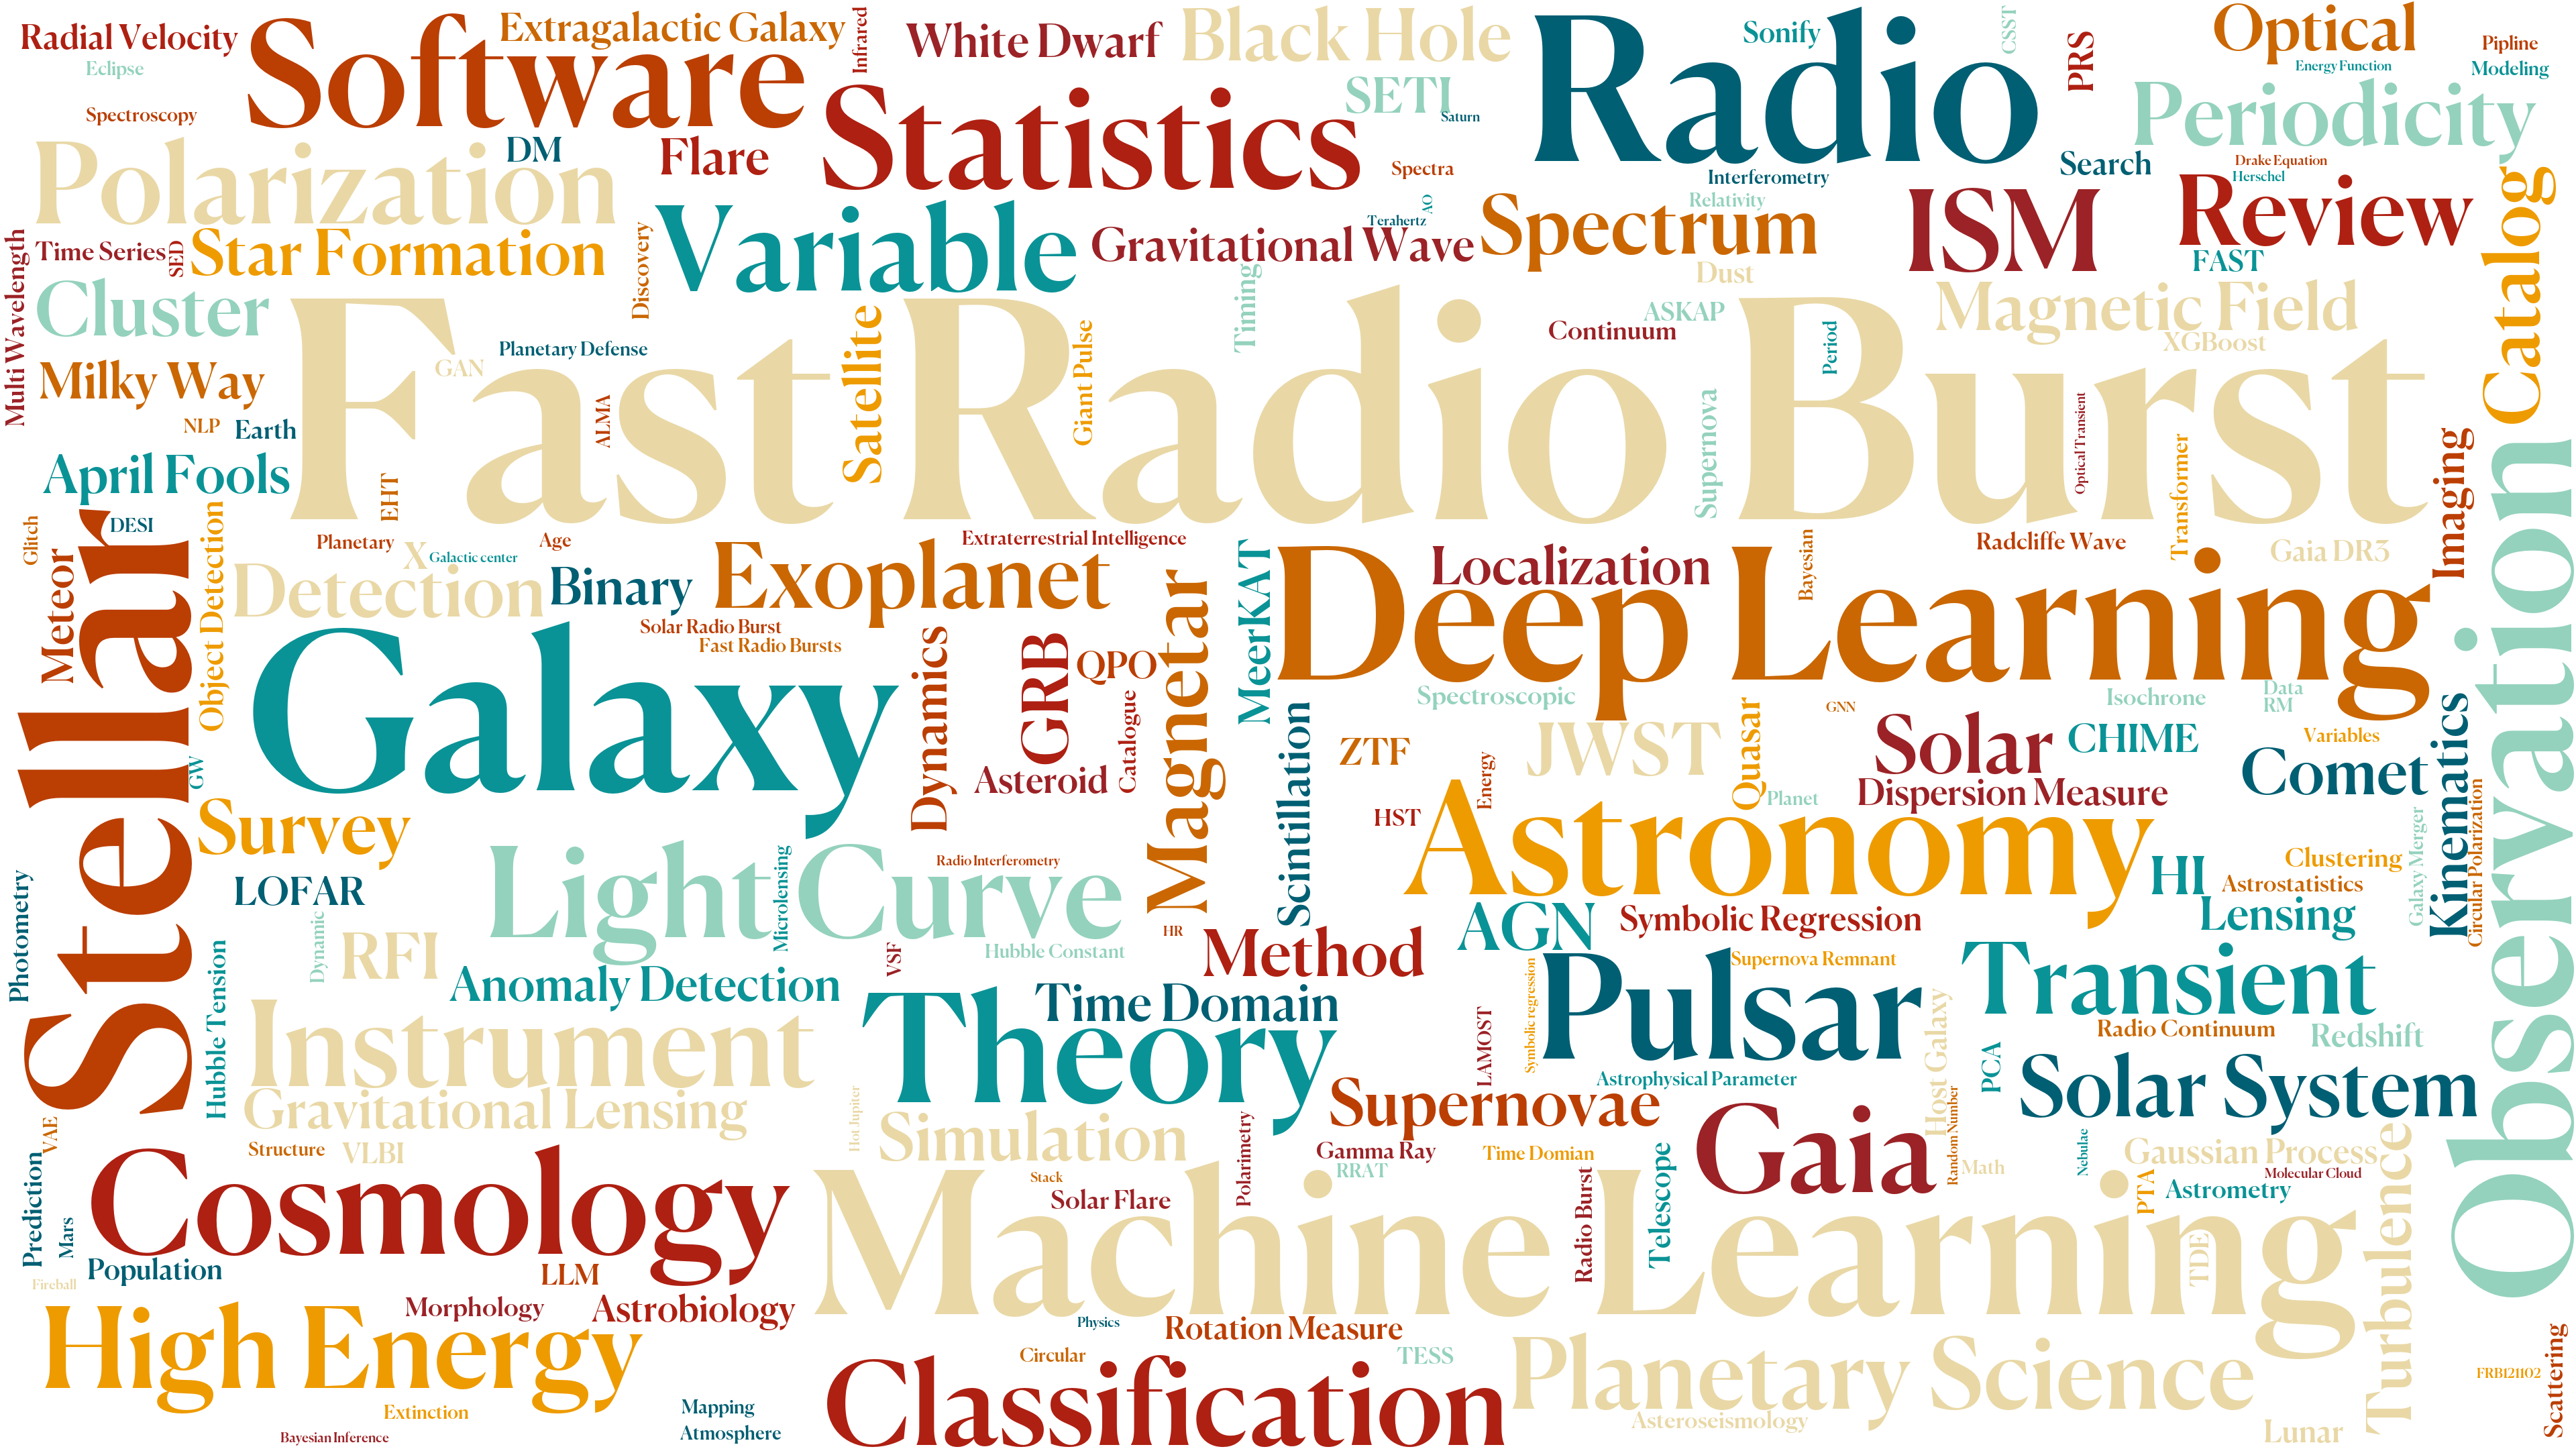 Radial Velocity
Eclipse
Software
Extragalactic Galaxy
Infrared
White Dwarf
Black Hole
Radio
Sonify
CSST
PRS
Optical
Energy Function
Pipline
Modeling
Spectroscopy
Polarization
DM
Flare
Statistics
SETI
Saturn
Spectra
Interferometry
Search
Periodicity
Drake Equation
Herschel
Multi Wavelength
Time Series
SED
Star Formation
Discovery
Variable
Gravitational Wave
Terahertz
AO
Spectrum
Relativity
Dust
ISM
Review
FAST
Catalog
Cluster
Milky Way
NLP
Earth
April Fools
Fast Radio Burst
GAN
Planetary Defense
ALMA
EHT
Satellite
Giant Pulse
Timing
Continuum
ASKAP
Supernova
Period
Magnetic Field
XGBoost
Optical Transient
Transformer
Imaging
Observation
Glitch
DESI
Meteor
Stellar
Object Detection
Planetary
X
Galactic center
Age
Detection
Binary
Exoplanet
Extraterrestrial Intelligence
Solar Radio Burst
Fast Radio Bursts
MeerKAT
Magnetar
Localization
Deep Learning
Bayesian
Radcliffe Wave
Gaia DR3
Galaxy
Dynamics
GRB
QPO
Catalogue
Asteroid
Scintillation
Spectroscopic
ZTF
JWST
Quasar
GNN
Solar
CHIME
Isochrone
Data
RM
Variables
Comet
Kinematics
GW
Survey
HST
Energy
Planet
Dispersion Measure
Astronomy
HI
Clustering
Astrostatistics
Galaxy Merger
Circular Polarization
Lensing
Photometry
LOFAR
Light Curve
Microlensing
Radio Interferometry
Hubble Constant
HR
Method
AGN
Symbolic Regression
Dynamic
RFI
Hubble Tension
Anomaly Detection
VSF
Theory
Time Domain
Symbolic regression
LAMOST
Pulsar
Supernova Remnant
Transient
Radio Continuum
Redshift
Host Galaxy
PCA
Solar System
Instrument
Gravitational Lensing
Hot Jupiter
Simulation
Supernovae
Astrophysical Parameter
Gaia
Random Number
Math
Nebulae
Gaussian Process
Molecular Cloud
Astrometry
PTA
VAE
Structure
VLBI
Prediction
Mars
Cosmology
Population
Fireball
LLM
Stack
Solar Flare
Polarimetry
Gamma Ray
RRAT
Time Domian
Radio Burst
Telescope
Machine Learning
TDE
Turbulence
High Energy
Morphology
Astrobiology
Physics
Rotation Measure
Circular
TESS
Classification
Planetary Science
Asteroseismology
Lunar
FRB121102
Scattering
Extinction
Bayesian Inference
Mapping
Atmosphere